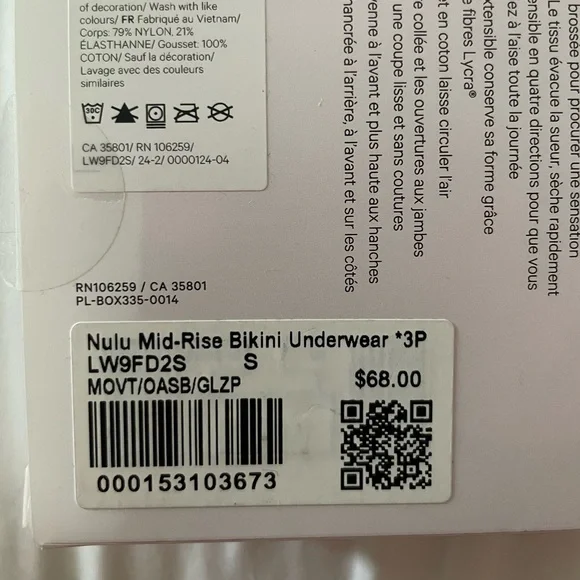 of decoration/ Wash with like
colours/ FR Fabriqué au Vietnam/
Corps: 79% NYLON, 21%
ÉLASTHANNE/ Gousset: 100%
COTON/ Sauf la décoration/
Lavage avec des couleurs
similaires
30C
CA 35801/ RN 106259/
LW9FD2S/ 24-2/ 0000124-04
RN106259 / CA 35801
PL-BOX335-0014
Nulu Mid-Rise Bikini Underwear *3P
LW9FD2S S
MOVT/OASB/GLZP $68.00
000153103673
brossée pour procurer une sensation
Le tissu évacue la sueur, sèche rapidement
ensible en quatre directions pour que vous
ez à l'aise toute la journée
xtensible conserve sa forme grâce
e fibres Lycra®
et en coton laisse circuler l'air
e collée et les ouvertures aux jambes
une coupe lisse et sans coutures
yenne à l'avant et plus haute aux hanches
nancrée à l'arrière, à l'avant et sur les côtés